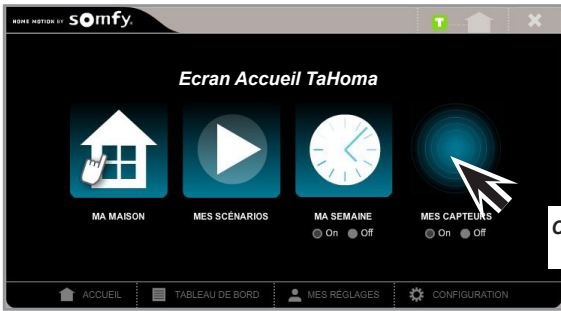 HOME MOTION BY somfy.
T
Ecran Accueil TaHoma
MA MAISON
MES SCÉNARIOS
MA SEMAINE
MES CAPTEURS
On Off
On Off
ACCUEIL
TABLEAU DE BORD
MES RÉGLAGES
CONFIGURATION